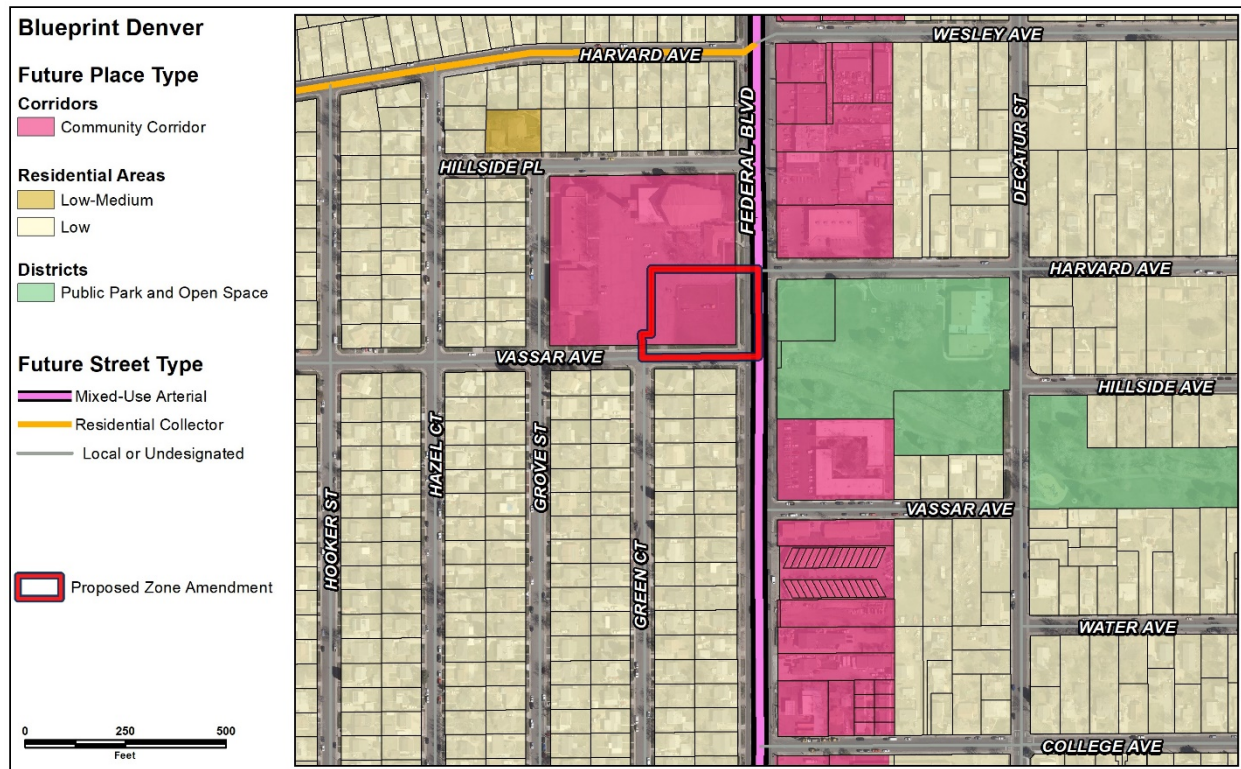 Blueprint Denver
Future Place Type
Corridors
Community Corridor
Residential Areas
Low-Medium
Low
Districts
Public Park and Open Space
Future Street Type
Mixed-Use Arterial
Residential Collector
Local or Undesignated
Proposed Zone Amendment
0 250 500
Feet
WESLEY AVE
HARVARD AVE
FEDERAL BLVD
DECATUR ST
HILLSIDE PL
HARVARD AVE
VASSAR AVE
HILLSIDE AVE
HOOKER ST
HAZEL CT
GROVE ST
GREEN CT
VASSAR AVE
WATER AVE
COLLEGE AVE